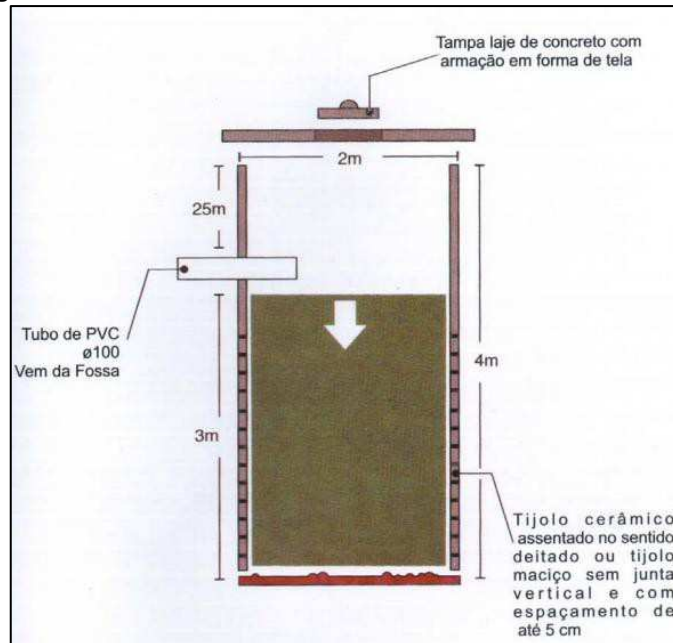 Tampa laje de concreto com
armação em forma de tela
2m
25m
Tubo de PVC
ø100
Vem da Fossa
4m
3m
Tijolo cerâmico
assentado no sentido
deitado ou tijolo
maciço sem junta
vertical e com
espaçamento de
até 5 cm